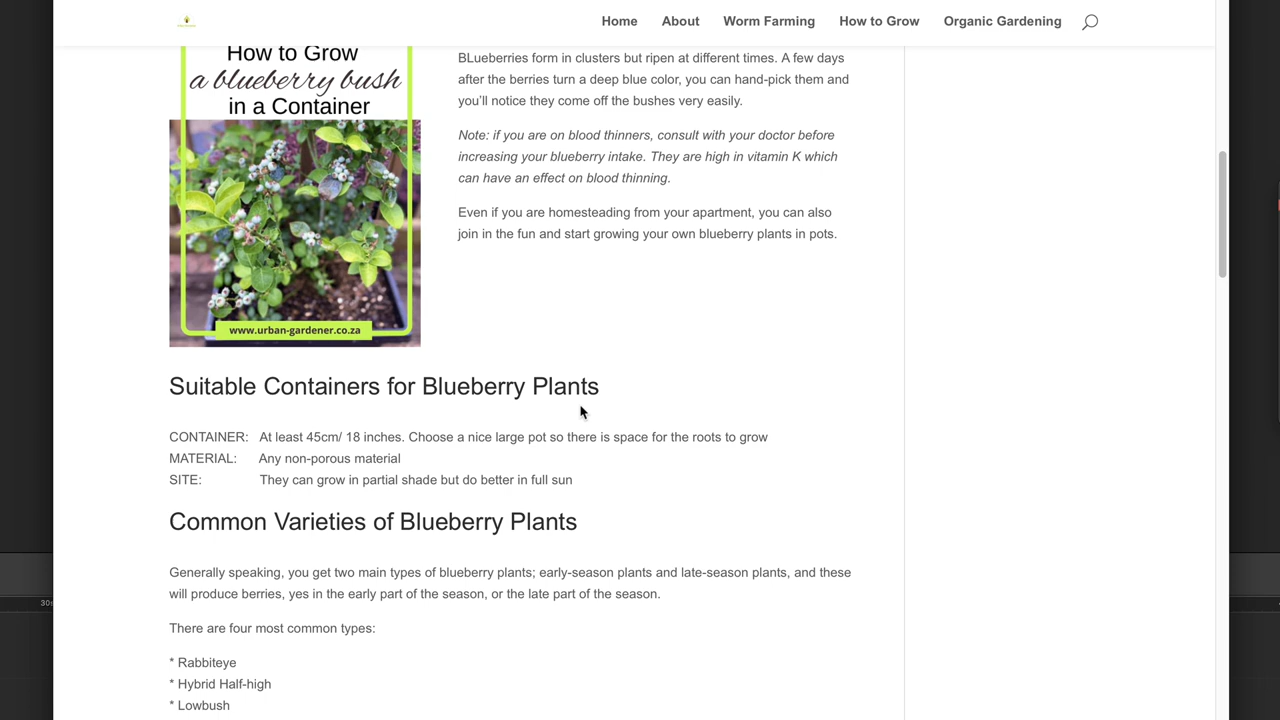 Home About Worm Farming How to Grow Organic Gardening
How to Grow
a blueberry bush
in a Container
www.urban-gardener.co.za
BLueberries form in clusters but ripen at different times. A few days
after the berries turn a deep blue color, you can hand-pick them and
you’ll notice they come off the bushes very easily.
Note: if you are on blood thinners, consult with your doctor before
increasing your blueberry intake. They are high in vitamin K which
can have an effect on blood thinning.
Even if you are homesteading from your apartment, you can also
join in the fun and start growing your own blueberry plants in pots.
Suitable Containers for Blueberry Plants
CONTAINER: At least 45cm/ 18 inches. Choose a nice large pot so there is space for the roots to grow
MATERIAL: Any non-porous material
SITE: They can grow in partial shade but do better in full sun
Common Varieties of Blueberry Plants
Generally speaking, you get two main types of blueberry plants; early-season plants and late-season plants, and these
will produce berries, yes in the early part of the season, or the late part of the season.
There are four most common types:
* Rabbiteye
* Hybrid Half-high
* Lowbush